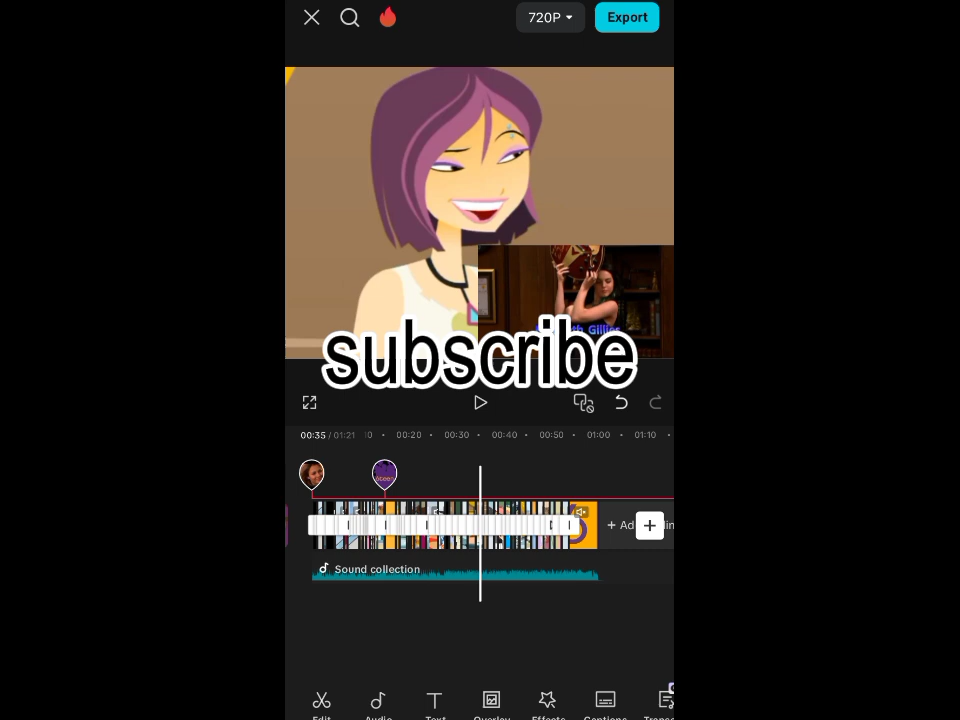 720P
Export
subscribe
00:35 / 01:21
00:20
00:30
00:40
00:50
01:00
01:10
Sound collection
Edit
Audio
Text
Overlay
Effects
Captions